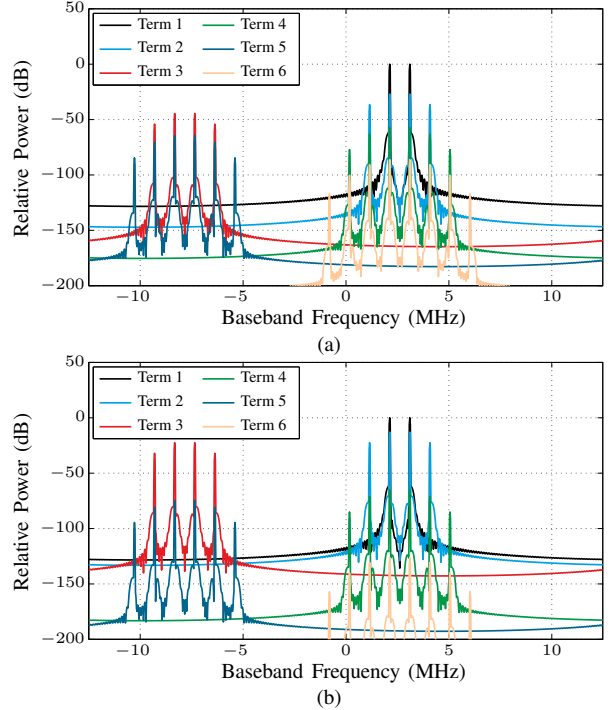 50
0
−50
−100
−150
−200
Relative Power (dB)
Term 1
Term 2
Term 3
Term 4
Term 5
Term 6
−10
−5
0
5
10
Baseband Frequency (MHz)
(a)
50
0
−50
−100
−150
−200
Relative Power (dB)
Term 1
Term 2
Term 3
Term 4
Term 5
Term 6
−10
−5
0
5
10
Baseband Frequency (MHz)
(b)